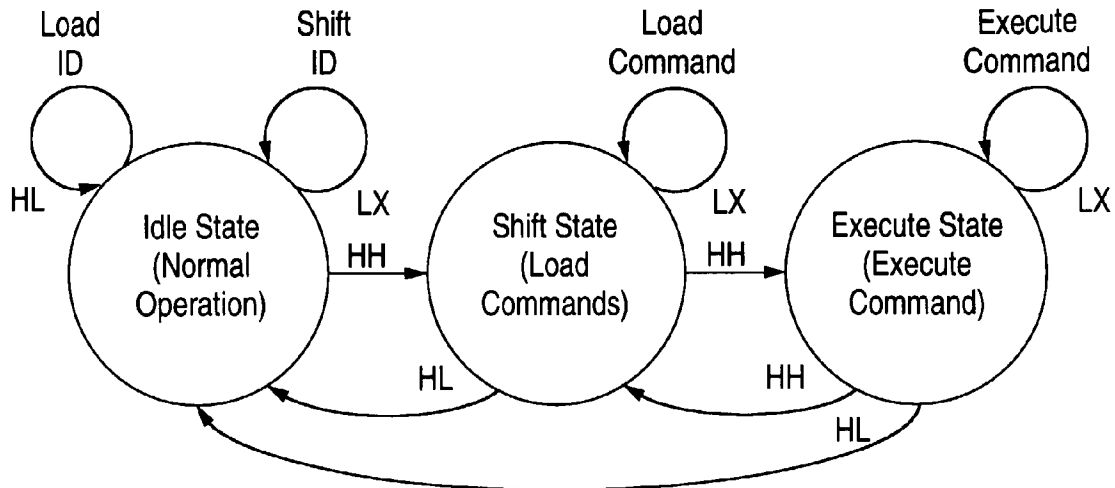 Load
ID
Shift
ID
Load
Command
Execute
Command
HL
LX
LX
LX
Idle State
(Normal
Operation)
HH
Shift State
(Load
Commands)
HH
Execute State
(Execute
Command)
HL
HH
HL